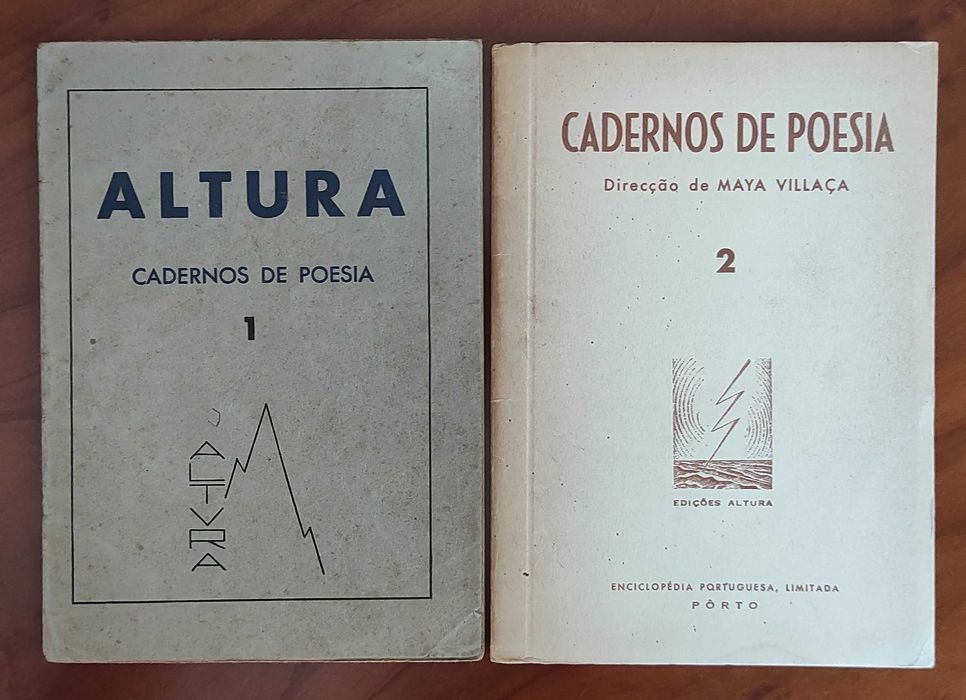 ALTURA
CADERNOS DE POESIA
1
ALTVRA
CADERNOS DE POESIA
Direcção de MAYA VILLAÇA
2
EDIÇÕES ALTURA
ENCICLOPÉDIA PORTUGUESA, LIMITADA
PÔRTO